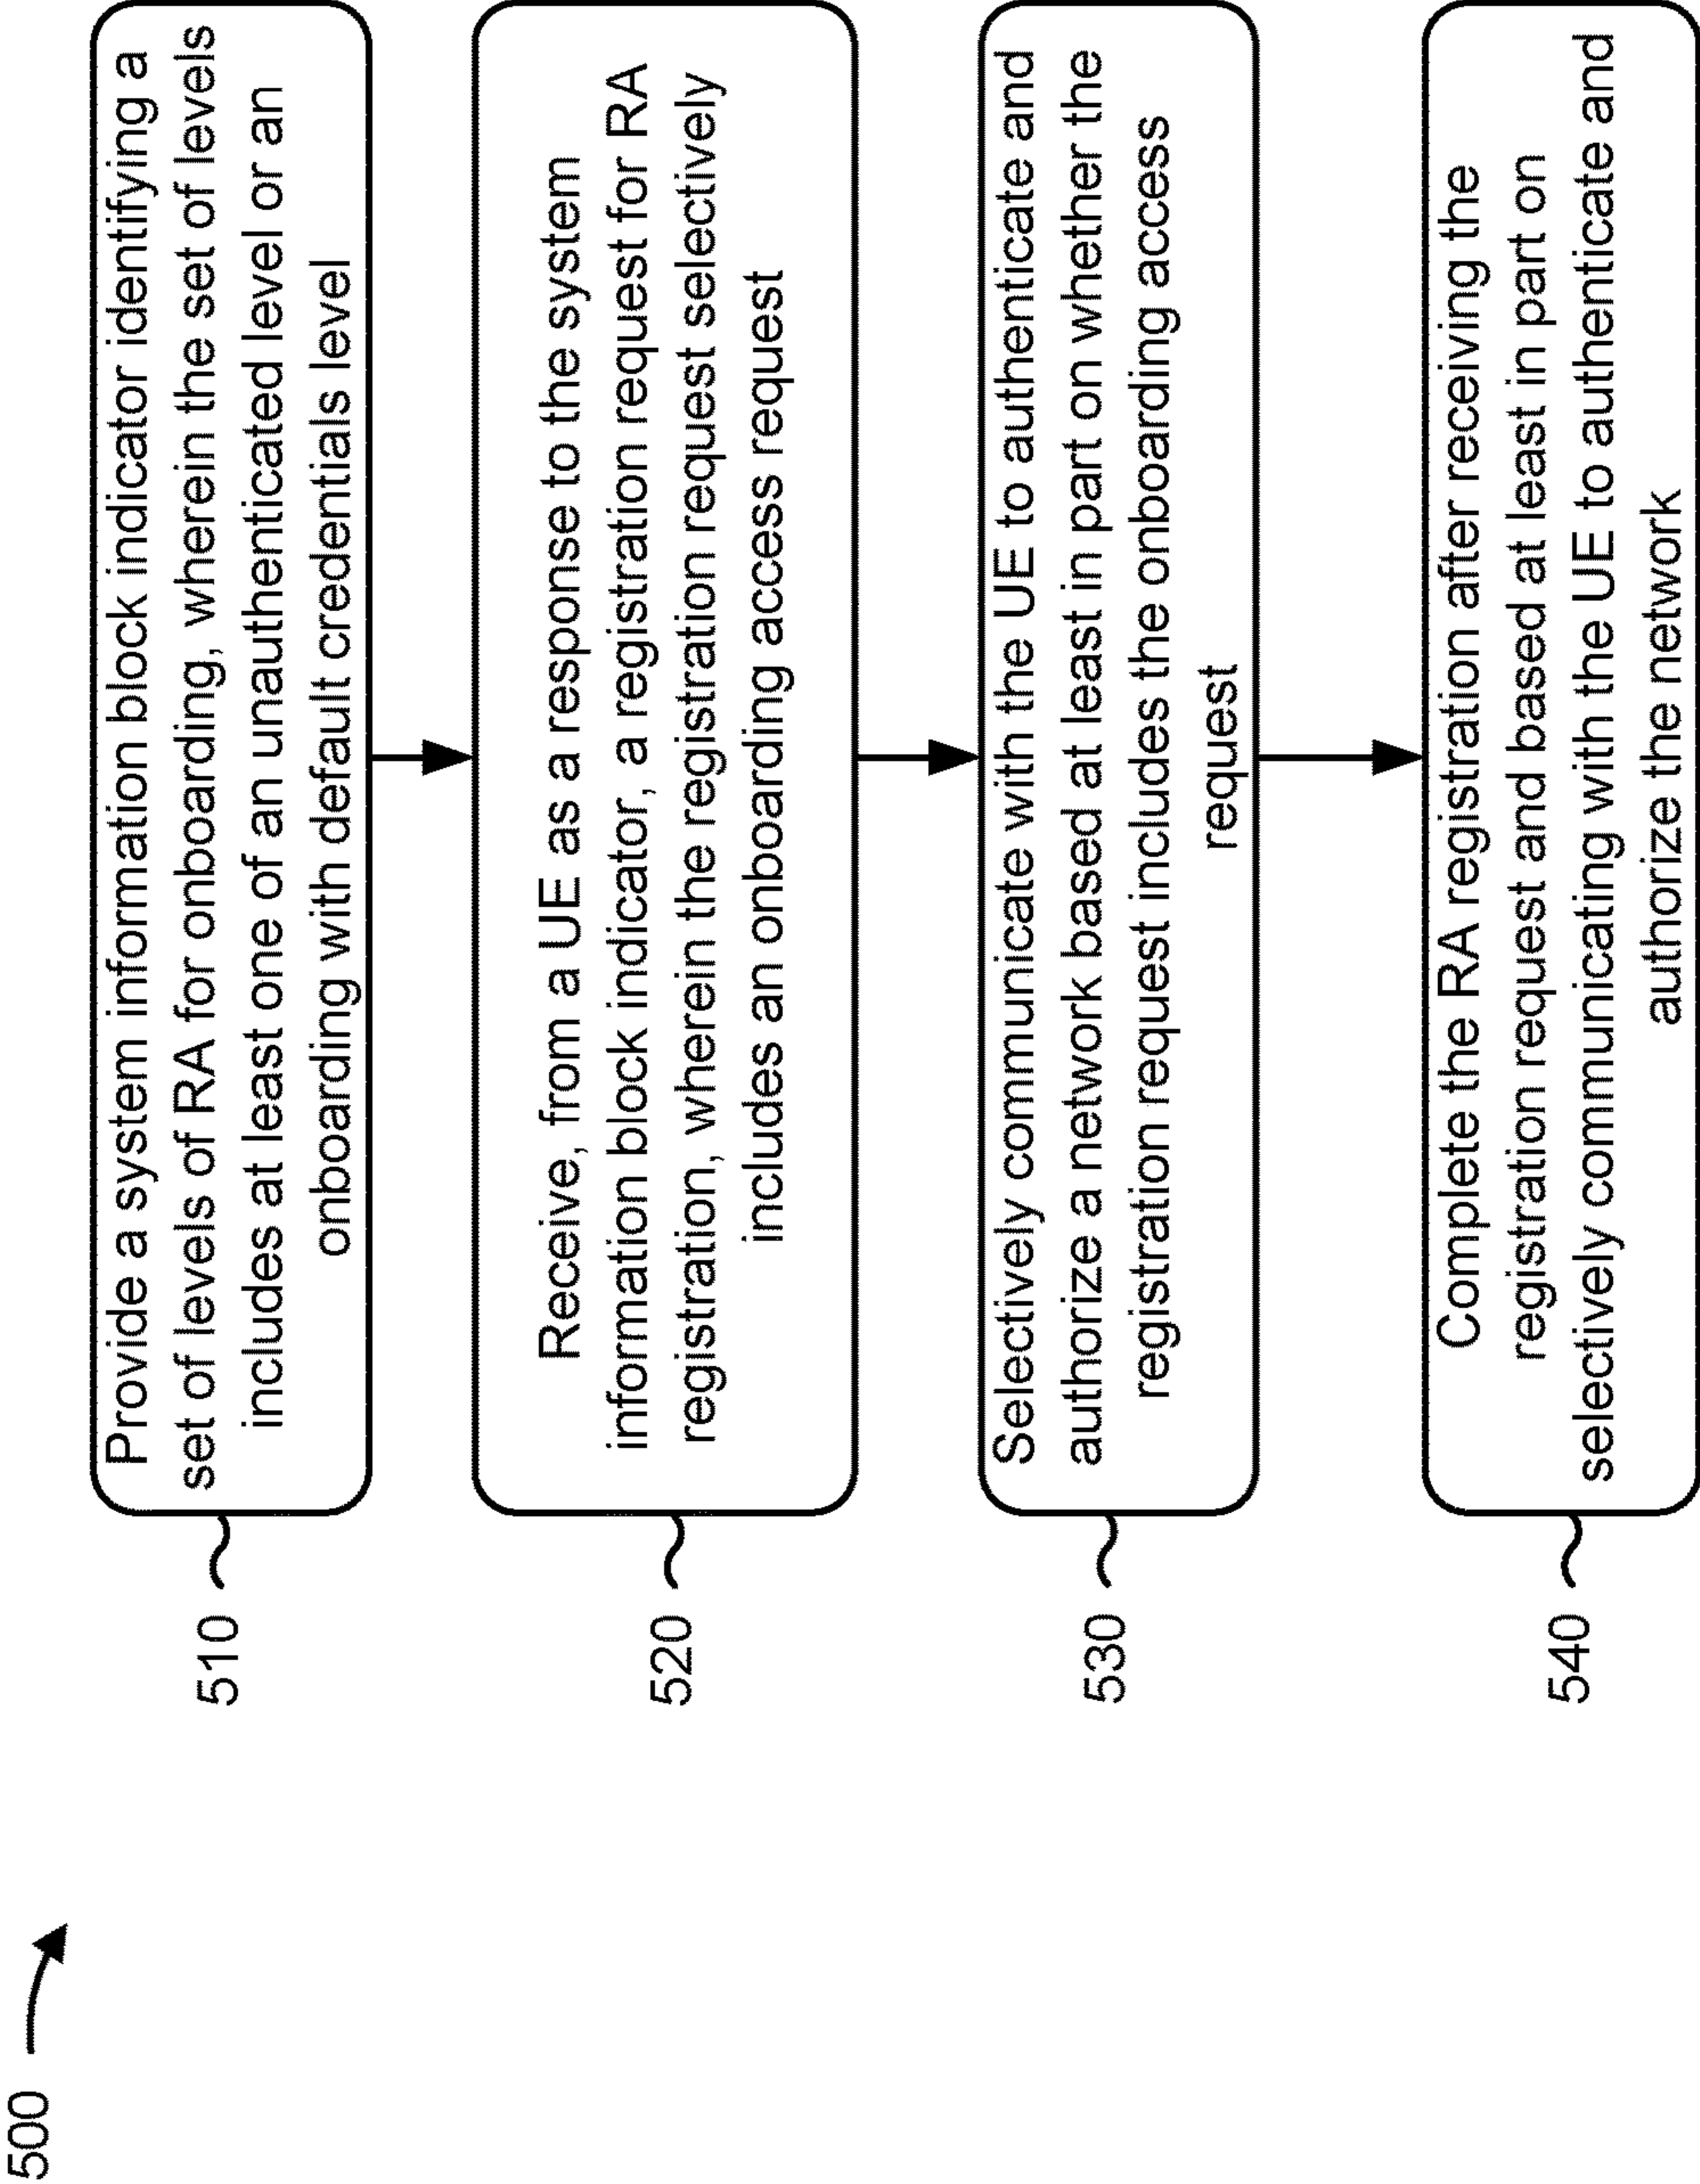 500
510
Provide a system information block indicator identifying a
set of levels of RA for onboarding, wherein the set of levels
includes at least one of an unauthenticated level or an
onboarding with default credentials level
520
Receive, from a UE as a response to the system
information block indicator, a registration request for RA
registration, wherein the registration request selectively
includes an onboarding access request
530
Selectively communicate with the UE to authenticate and
authorize a network based at least in part on whether the
registration request includes the onboarding access
request
540
Complete the RA registration after receiving the
registration request and based at least in part on
selectively communicating with the UE to authenticate and
authorize the network